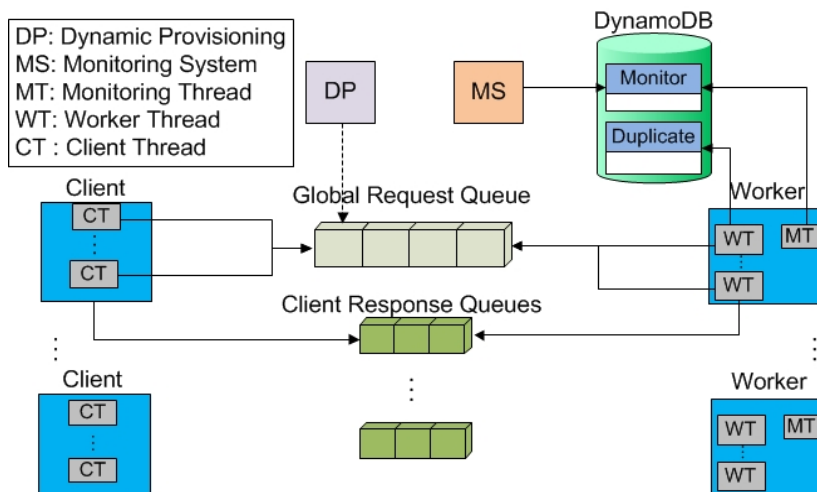 DP: Dynamic Provisioning
MS: Monitoring System
MT: Monitoring Thread
WT: Worker Thread
CT : Client Thread
DP
MS
DynamoDB
Monitor
Duplicate
Client
CT
CT
Global Request Queue
Worker
WT
MT
WT
Client Response Queues
Client
CT
CT
Worker
WT
MT
WT